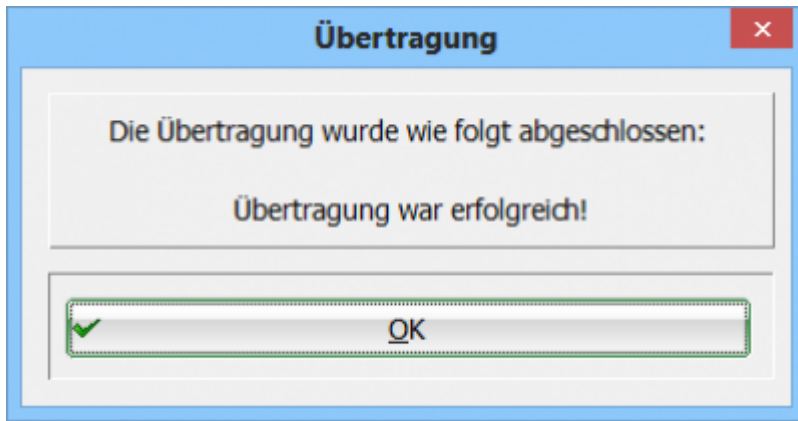 Übertragung
Die Übertragung wurde wie folgt abgeschlossen:
Übertragung war erfolgreich!
OK